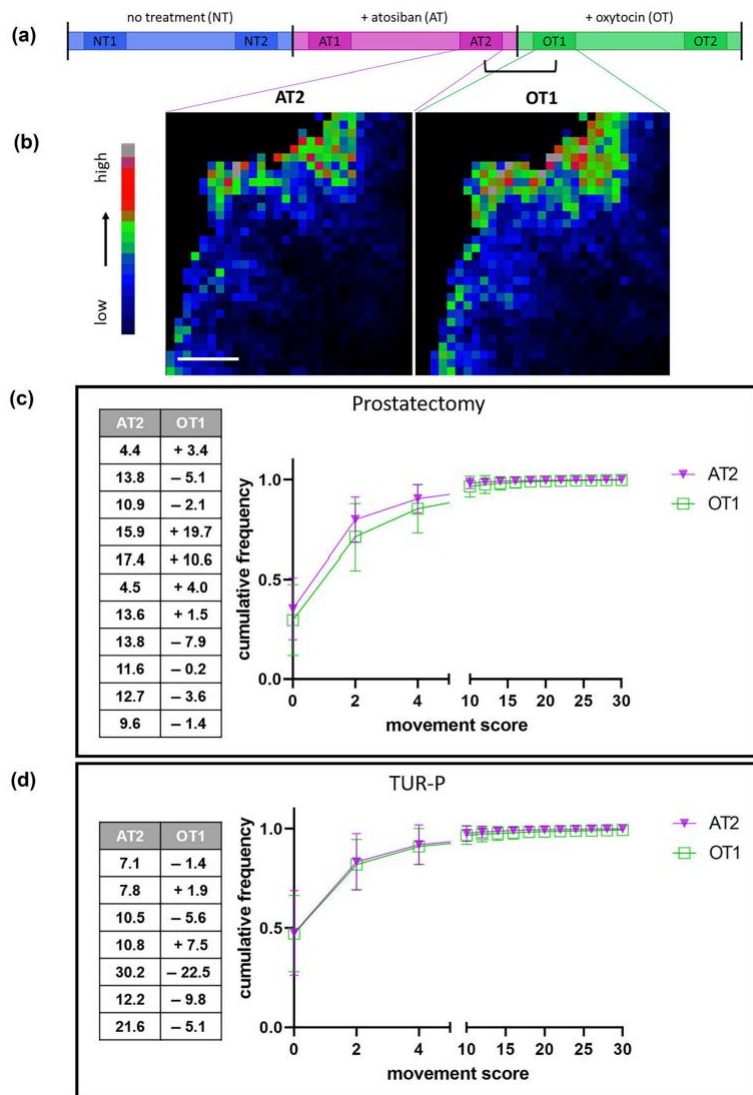 (a)
no treatment (NT) + atosiban (AT) + oxytocin (OT)
NT1 NT2 AT1 AT2 OT1 OT2
AT2 OT1
(b)
high
low
(c)
Prostatectomy
AT2 OT1
4.4 + 3.4
13.8 – 5.1
10.9 – 2.1
15.9 + 19.7
17.4 + 10.6
4.5 + 4.0
13.6 + 1.5
13.8 – 7.9
11.6 – 0.2
12.7 – 3.6
9.6 – 1.4
cumulative frequency
1.0
0.5
0.0
0 2 4 10 15 20 25 30
movement score
AT2
OT1
(d)
TUR-P
AT2 OT1
7.1 – 1.4
7.8 + 1.9
10.5 – 5.6
10.8 + 7.5
30.2 – 22.5
12.2 – 9.8
21.6 – 5.1
cumulative frequency
1.0
0.5
0.0
0 2 4 10 15 20 25 30
movement score
AT2
OT1